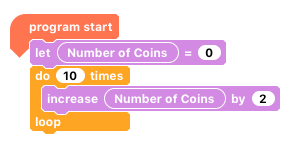 program start
let Number of Coins = 0
do 10 times
increase Number of Coins by 2
loop